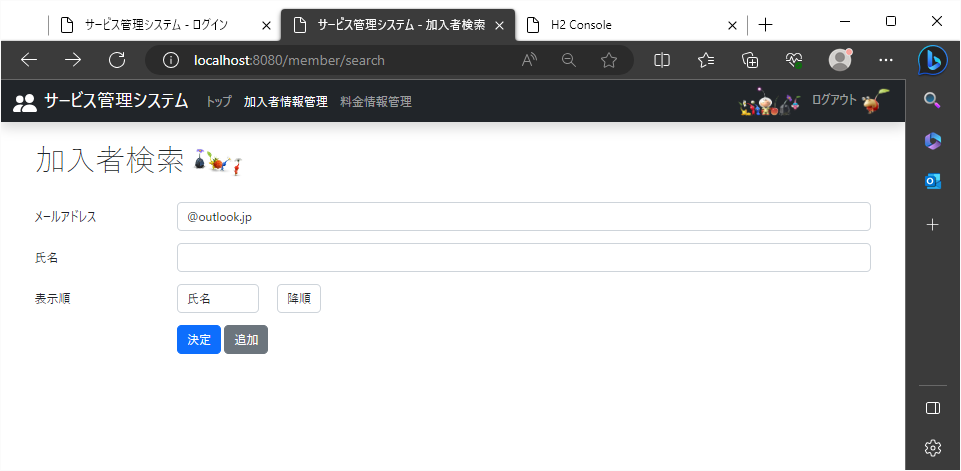 サービス管理システム - ログイン
サービス管理システム - 加入者検索
H2 Console
localhost:8080/member/search
サービス管理システム トップ 加入者情報管理 料金情報管理 ログアウト
加入者検索
メールアドレス @outlook.jp
氏名
表示順 氏名 降順
決定 追加